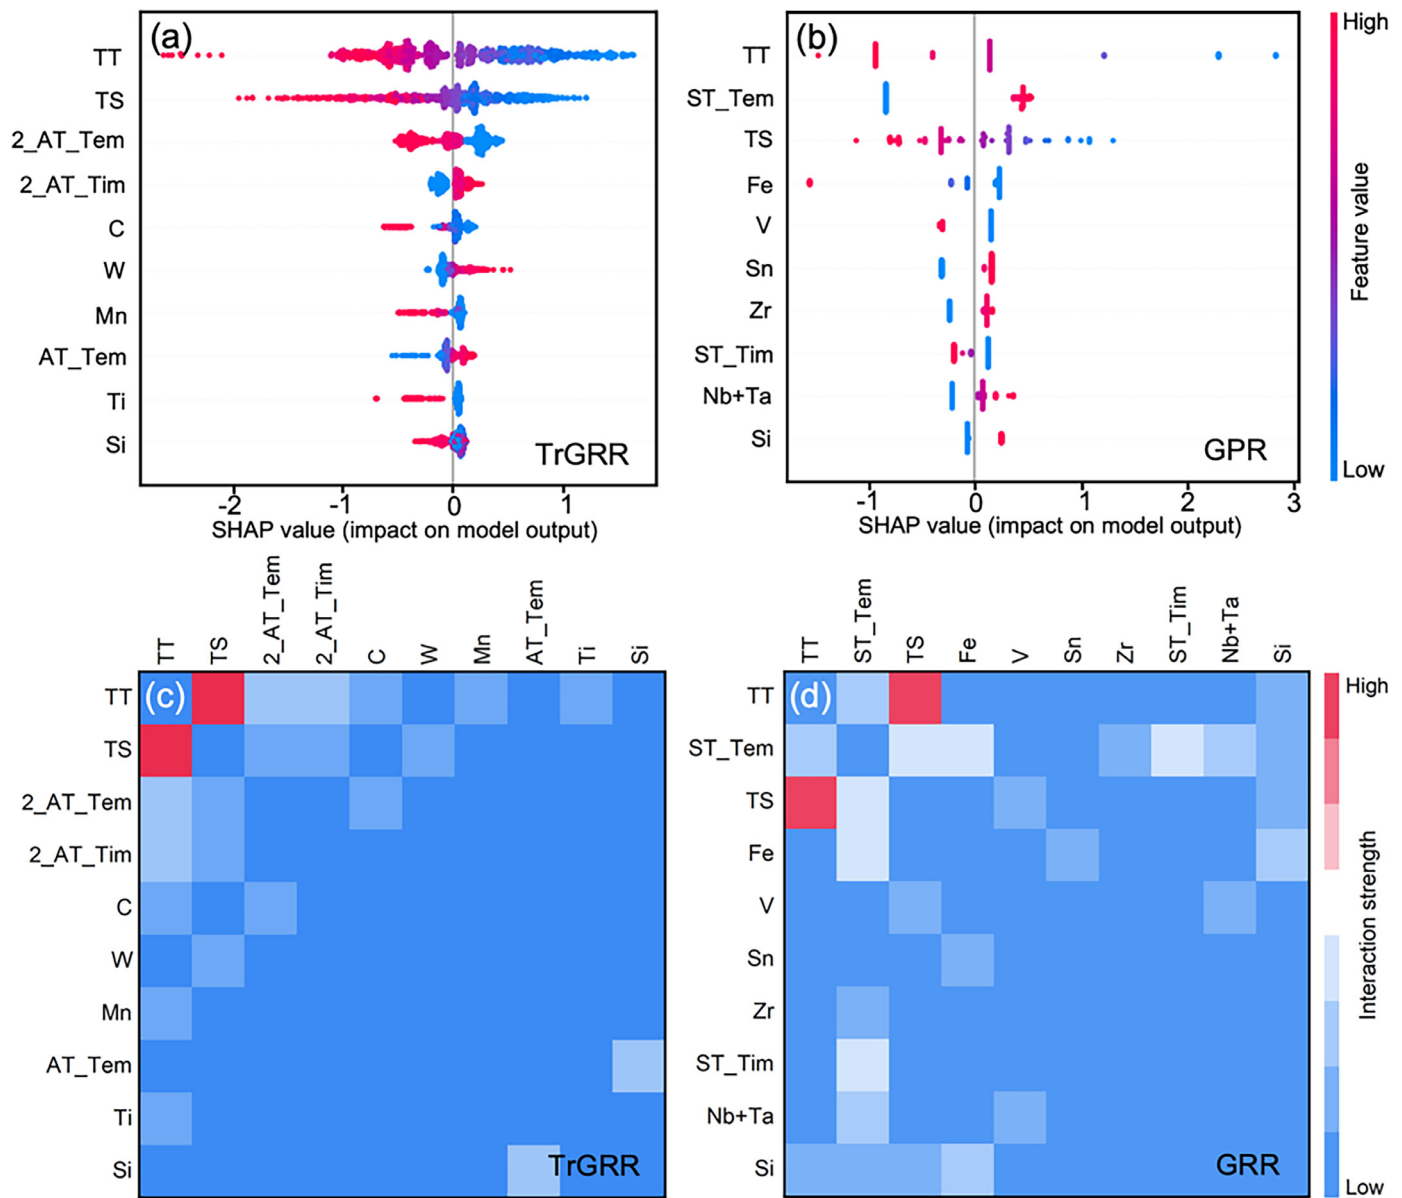 (a)
TT
TS
2_AT_Tem
2_AT_Tim
C
W
Mn
AT_Tem
Ti
Si
TrGRR
-2
-1
0
1
SHAP value (impact on model output)
(b)
TT
ST_Tem
TS
Fe
V
Sn
Zr
ST_Tim
Nb+Ta
Si
GPR
-1
0
1
2
3
SHAP value (impact on model output)
High
Feature value
Low
TT
TS
2_AT_Tem
2_AT_Tim
C
W
Mn
AT_Tem
Ti
Si
(c)
TT
TS
2_AT_Tem
2_AT_Tim
C
W
Mn
AT_Tem
Ti
Si
TrGRR
TT
ST_Tem
TS
Fe
V
Sn
Zr
ST_Tim
Nb+Ta
Si
(d)
TT
ST_Tem
TS
Fe
V
Sn
Zr
ST_Tim
Nb+Ta
Si
GRR
High
Interaction strength
Low